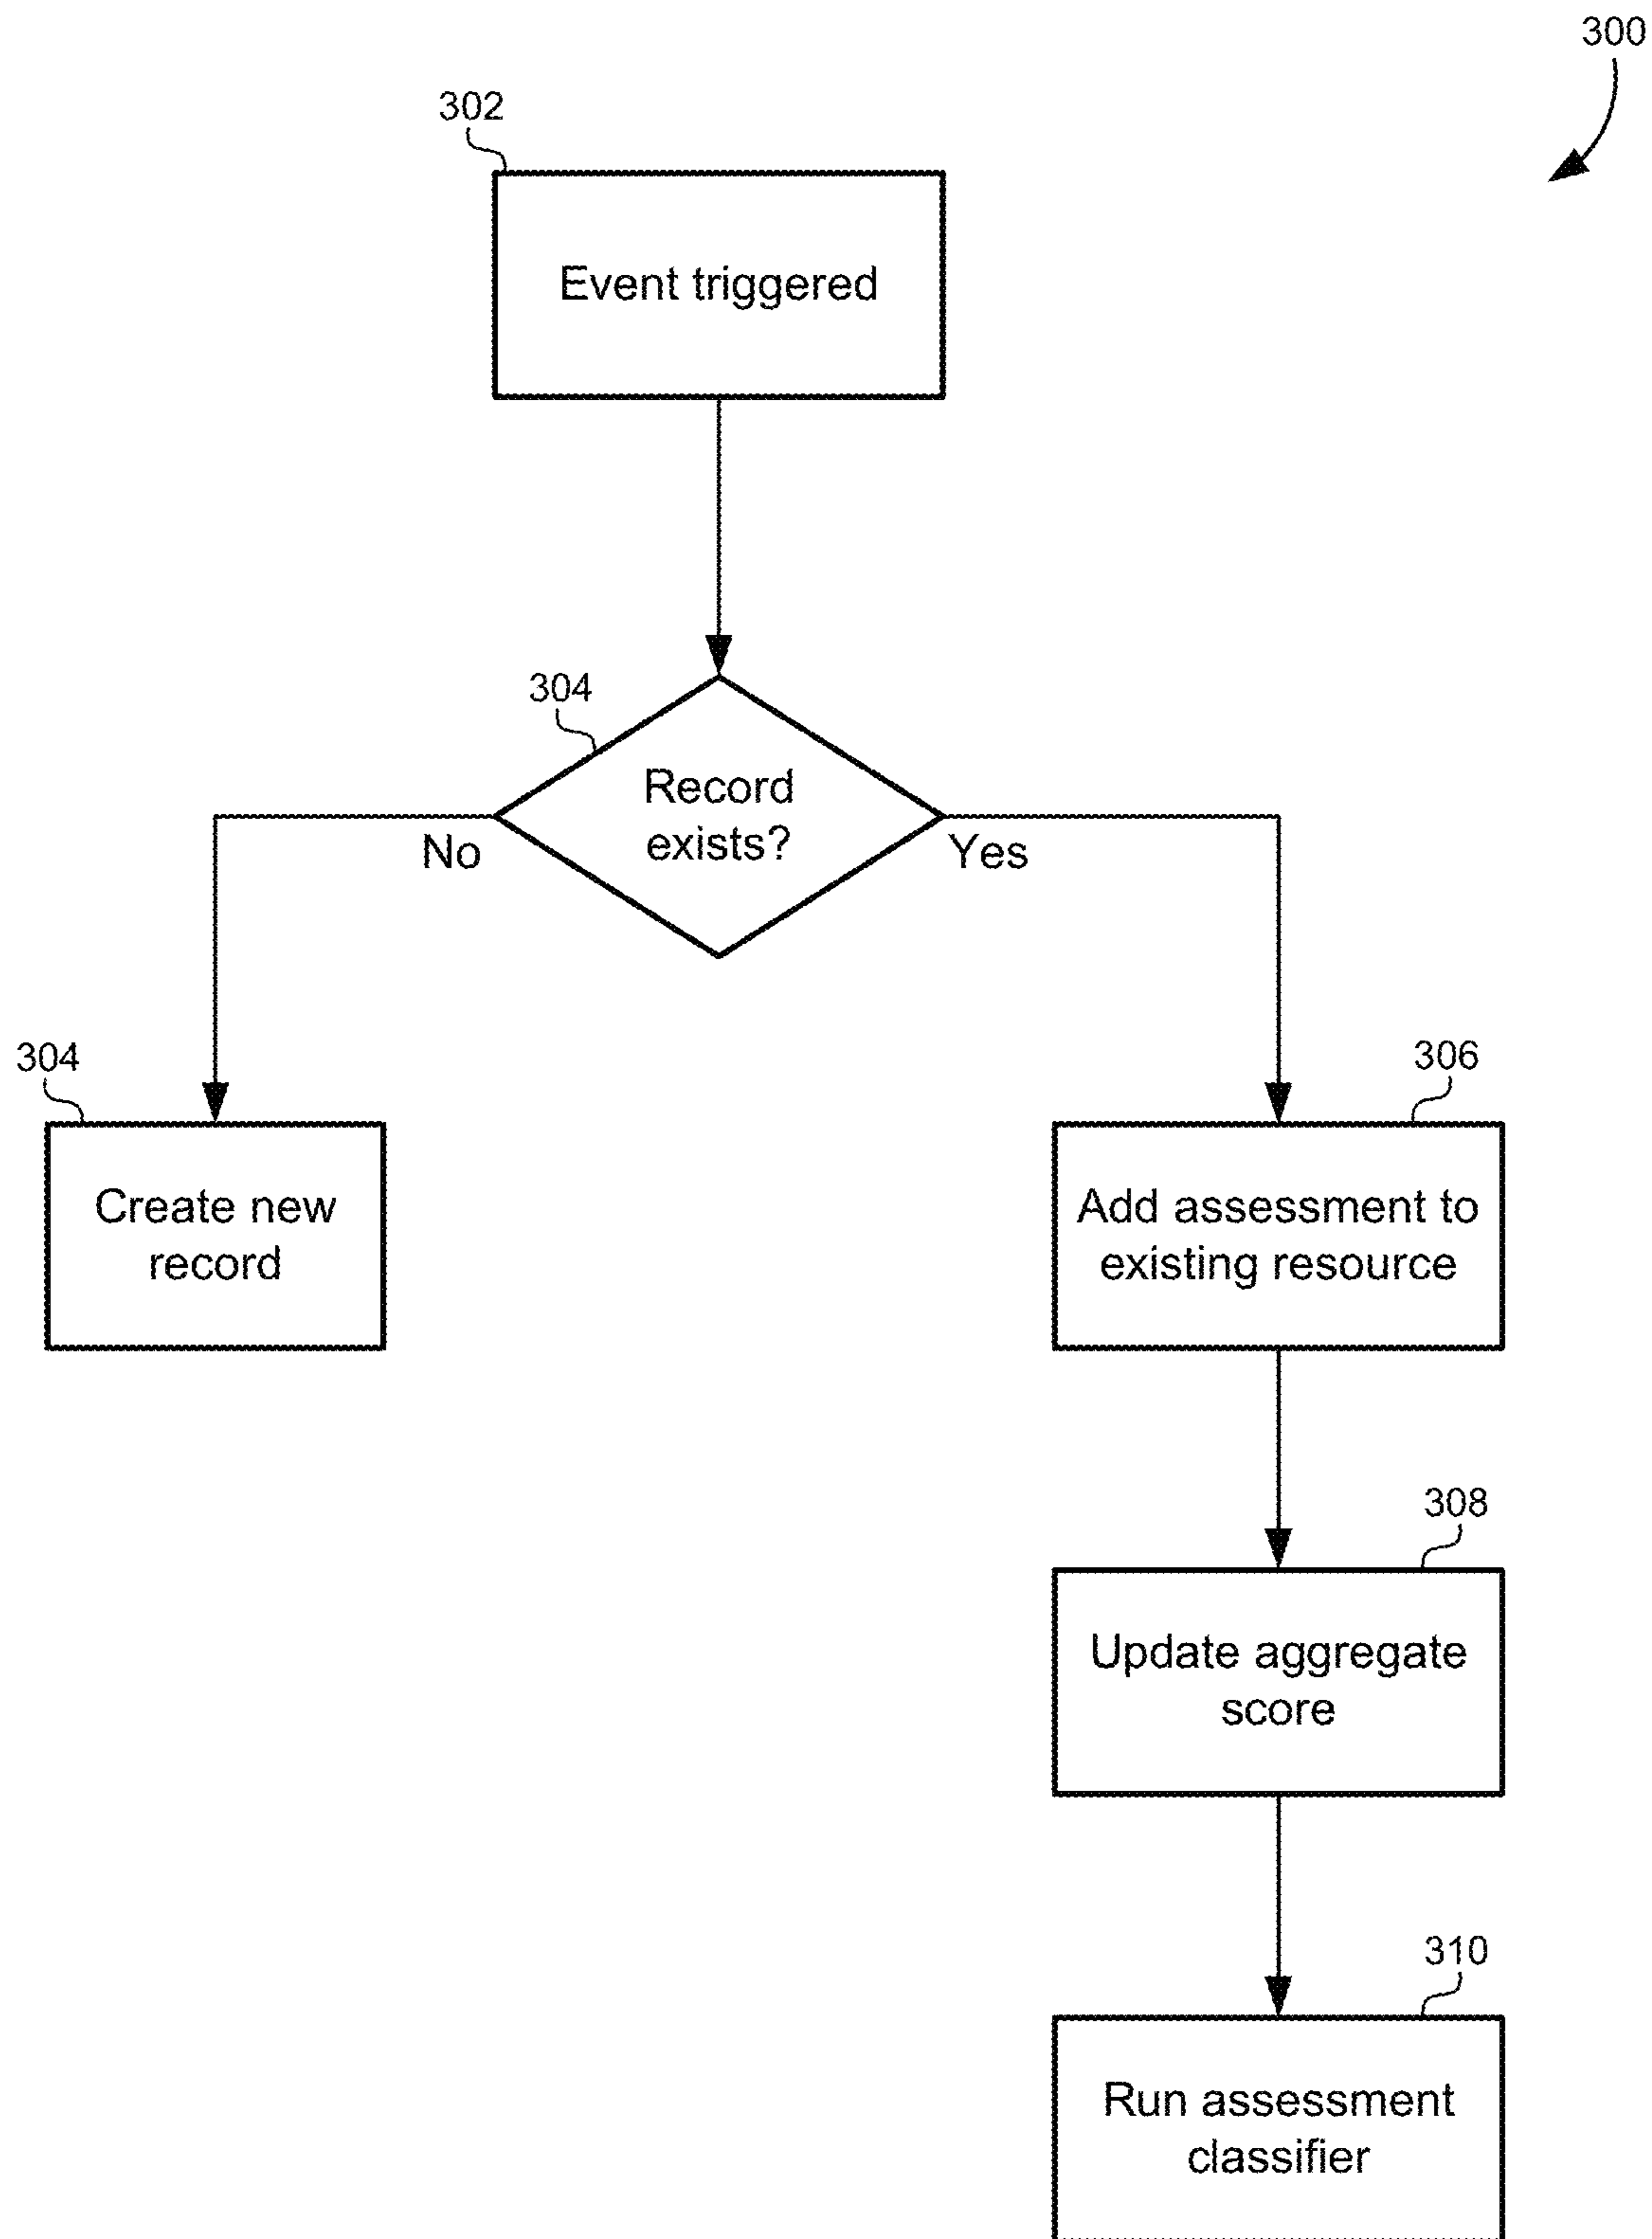 300
302
Event triggered
304
Record
exists?
No
Yes
304
306
Create new
record
Add assessment to
existing resource
308
Update aggregate
score
310
Run assessment
classifier